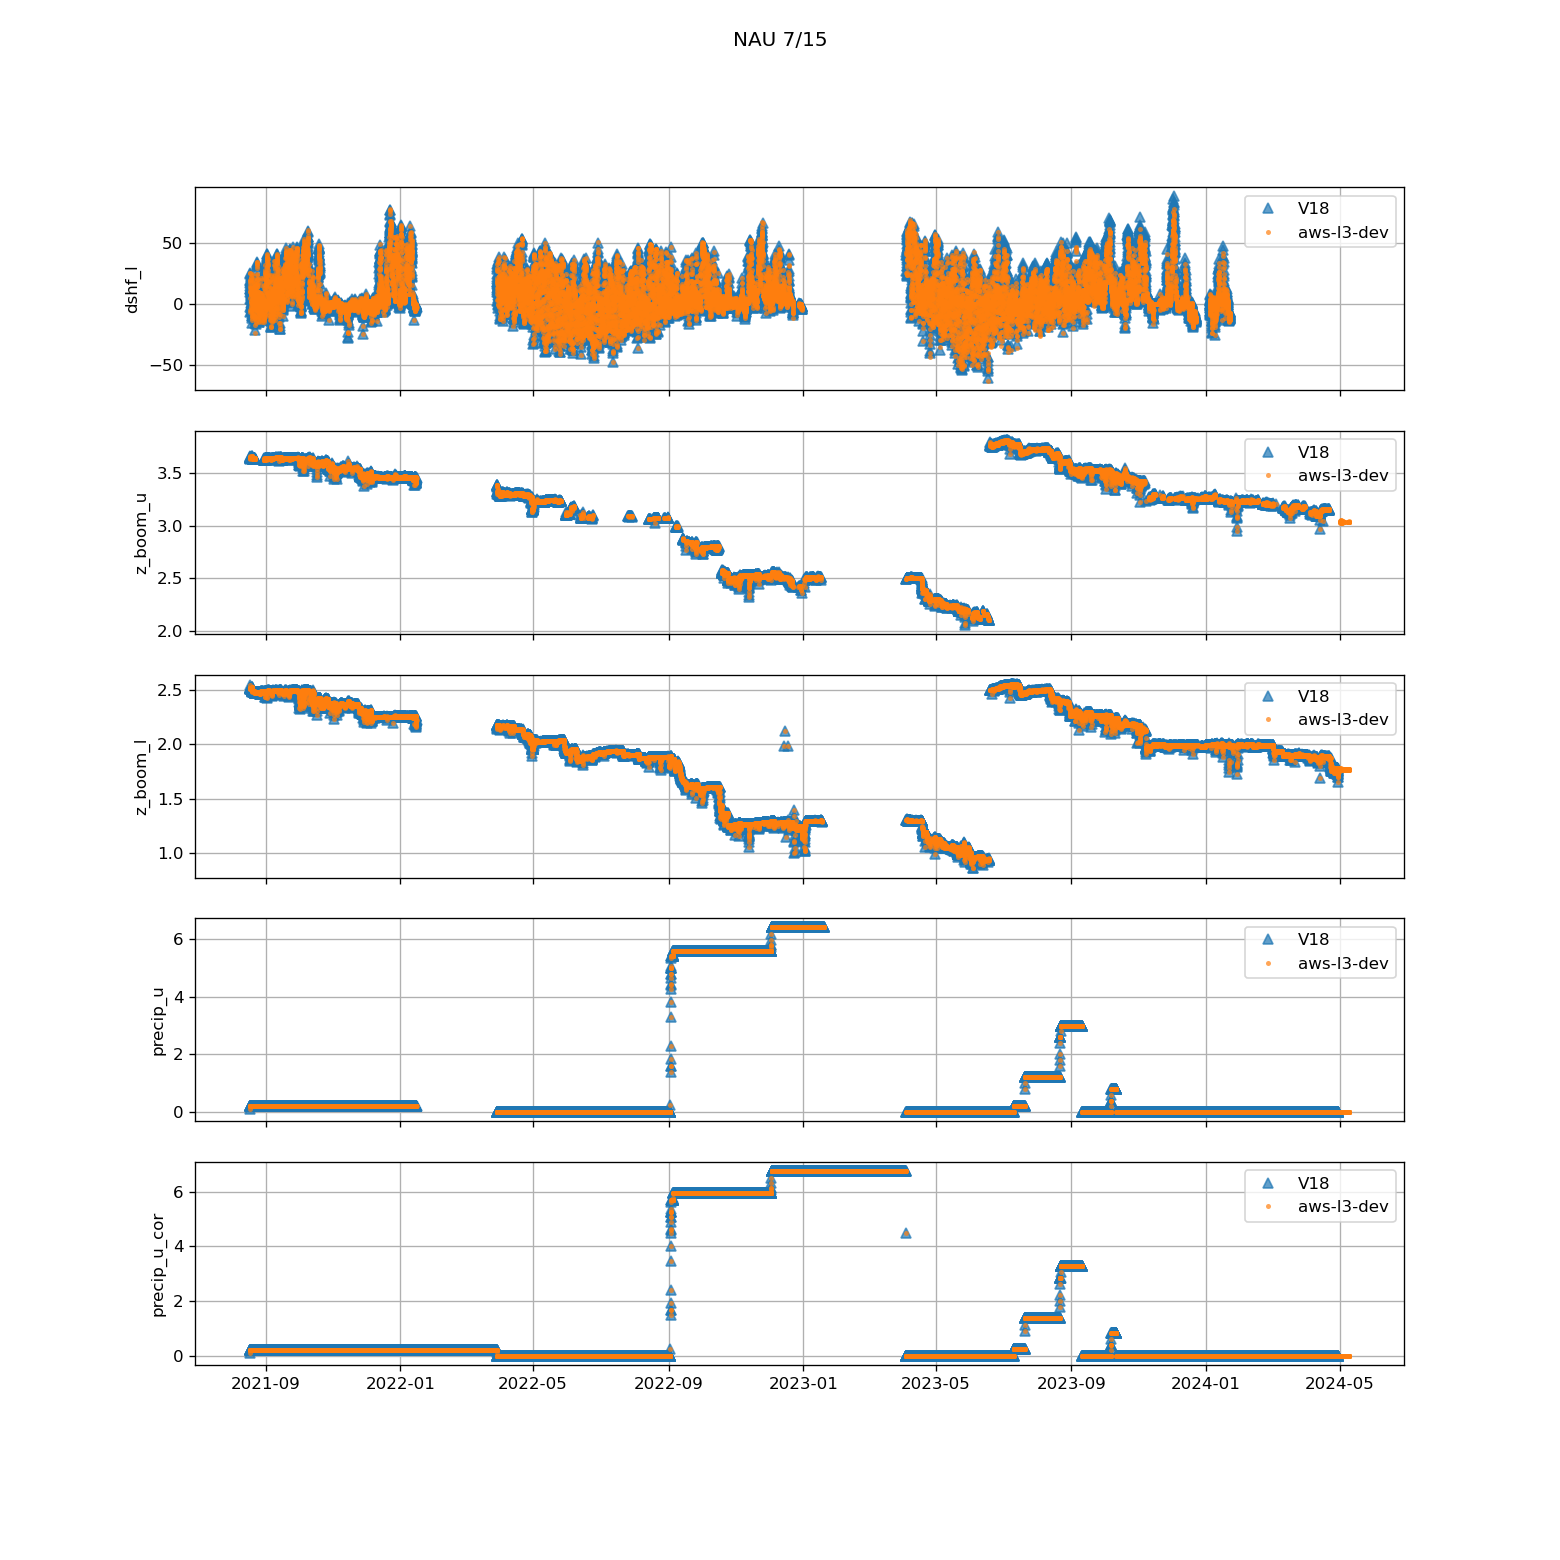 NAU 7/15
dshf_l
50
0
−50
V18
aws-l3-dev
z_boom_u
3.5
3.0
2.5
2.0
V18
aws-l3-dev
z_boom_l
2.5
2.0
1.5
1.0
V18
aws-l3-dev
precip_u
6
4
2
0
V18
aws-l3-dev
precip_u_cor
6
4
2
0
V18
aws-l3-dev
2021-09 2022-01 2022-05 2022-09 2023-01 2023-05 2023-09 2024-01 2024-05